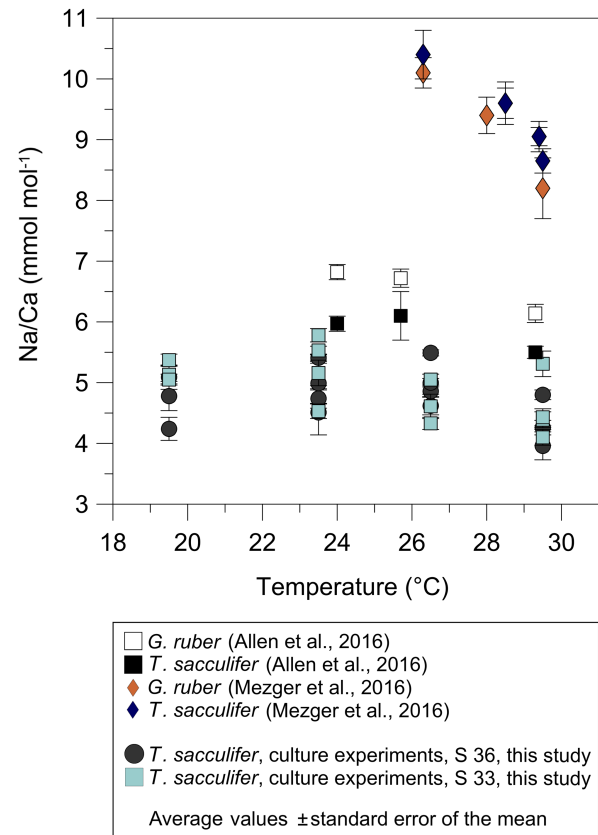 11
10
9
8
7
6
5
4
3
Na/Ca (mmol mol⁻¹)
18 20 22 24 26 28 30
Temperature (°C)
G. ruber (Allen et al., 2016)
T. sacculifer (Allen et al., 2016)
G. ruber (Mezger et al., 2016)
T. sacculifer (Mezger et al., 2016)
T. sacculifer, culture experiments, S 36, this study
T. sacculifer, culture experiments, S 33, this study
Average values ±standard error of the mean